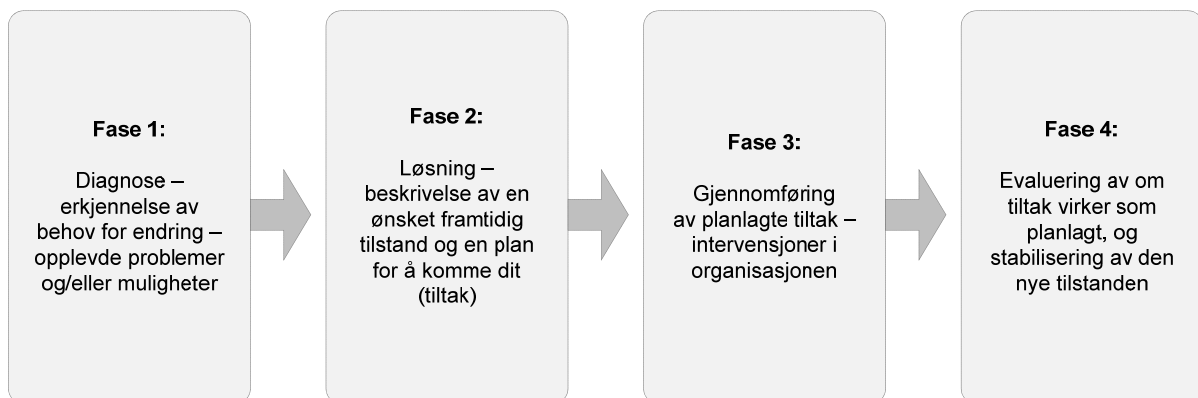 Fase 1:
Diagnose –
erkjennelse av
behov for endring –
opplevde problemer
og/eller muligheter
Fase 2:
Løsning –
beskrivelse av en
ønsket framtidig
tilstand og en plan
for å komme dit
(tiltak)
Fase 3:
Gjennomføring
av planlagte tiltak –
intervensjoner i
organisasjonen
Fase 4:
Evaluering av om
tiltak virker som
planlagt, og
stabilisering av den
nye tilstanden